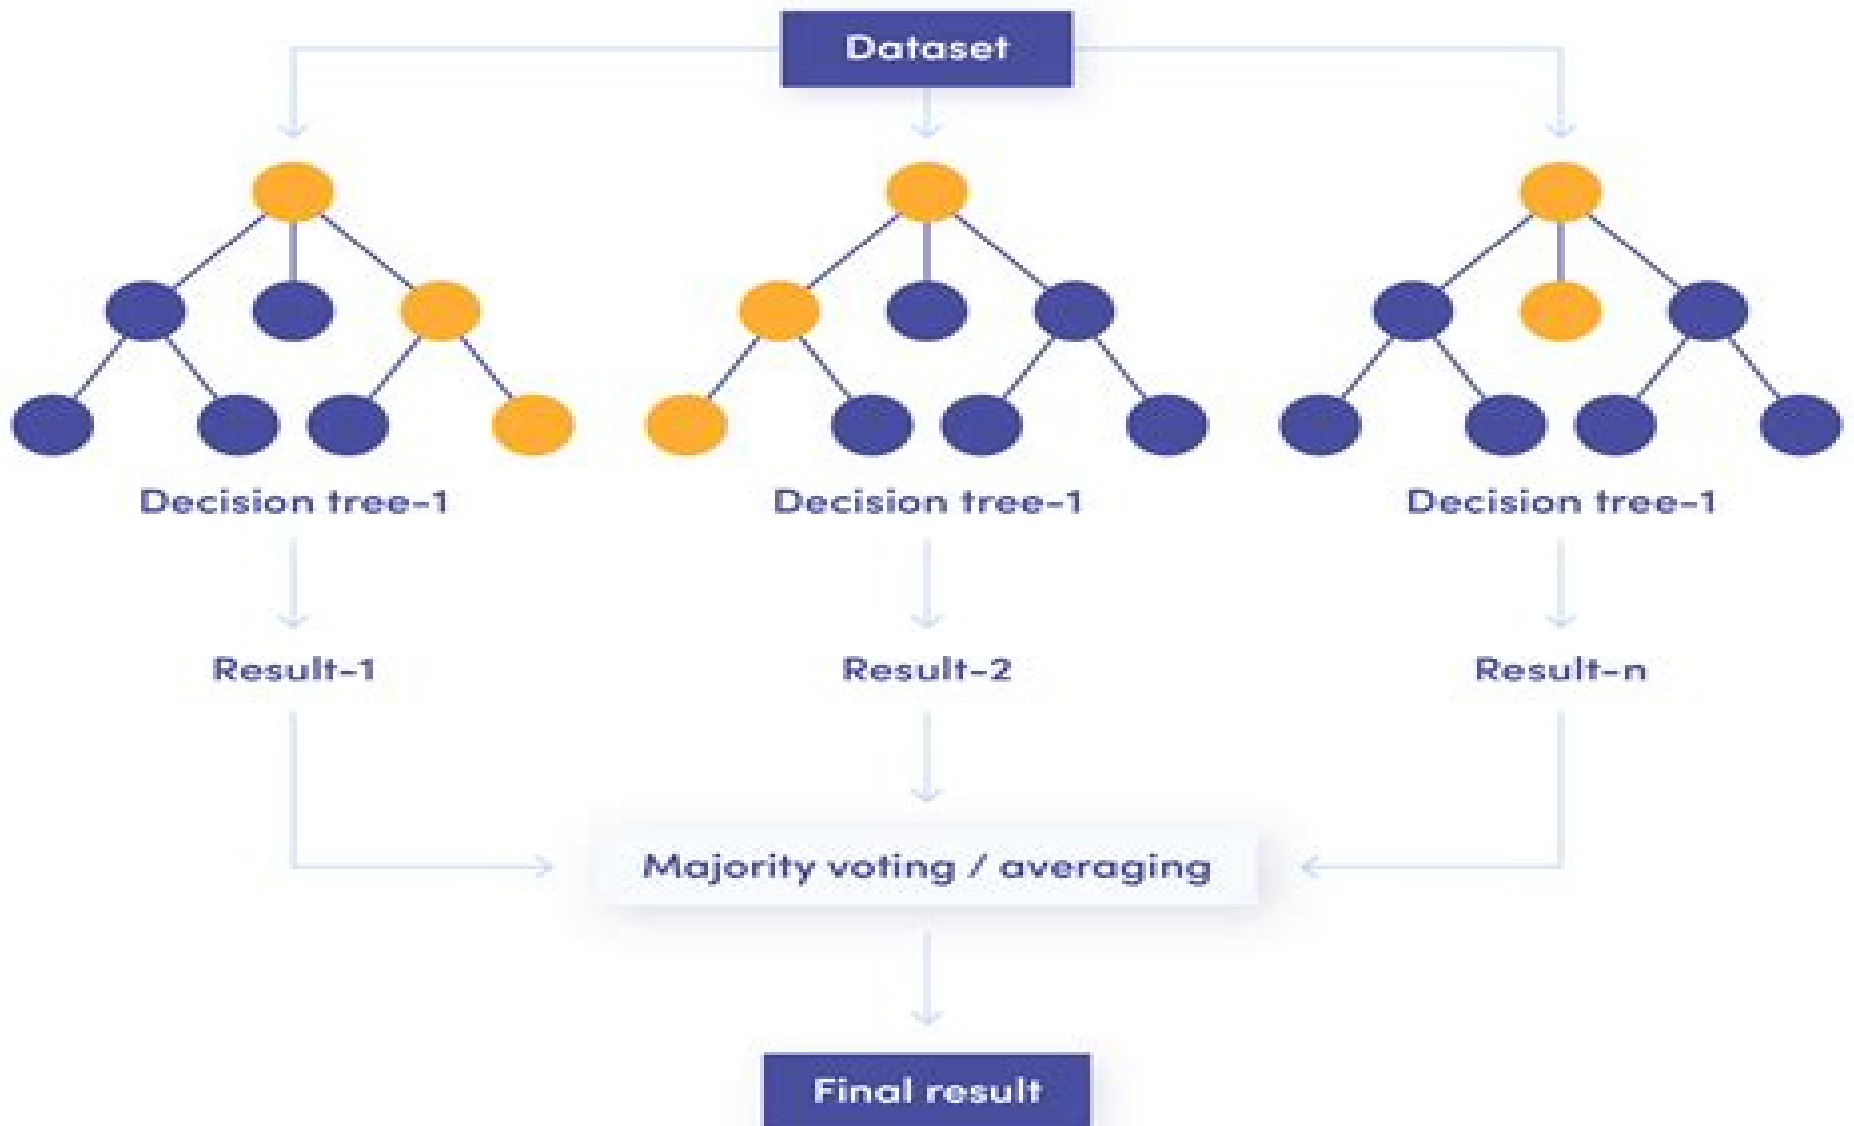 Dataset
Decision tree-1
Decision tree-1
Decision tree-1
Result-1
Result-2
Result-n
Majority voting / averaging
Final result